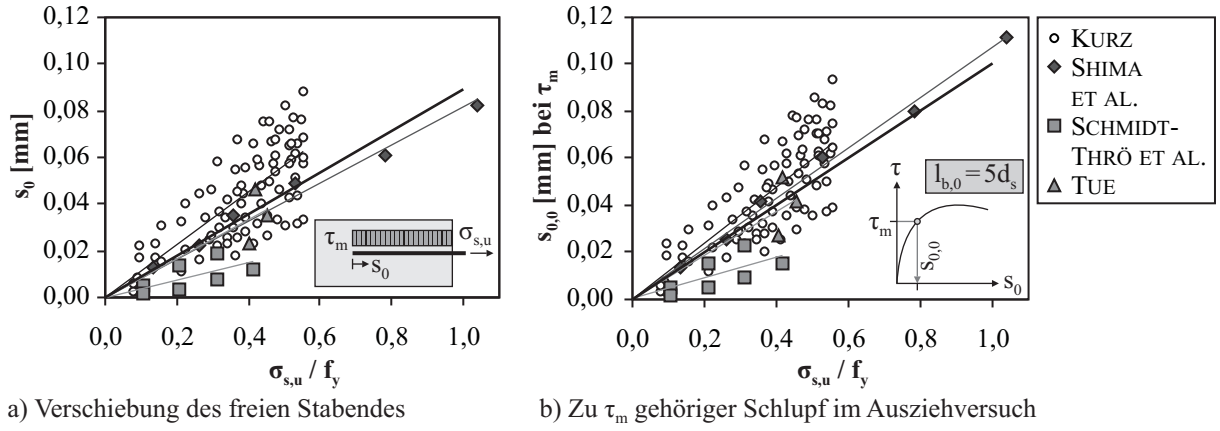 0,12
0,10
0,08
0,06
0,04
0,02
0,00
s₀ [mm]
0,0 0,2 0,4 0,6 0,8 1,0
σs,u / fy
τm
σs,u
s₀
a) Verschiebung des freien Stabendes
0,12
0,10
0,08
0,06
0,04
0,02
0,00
s0,0 [mm] bei τm
0,0 0,2 0,4 0,6 0,8 1,0
σs,u / fy
lb,0 = 5ds
τ
τm
s0,0
s₀
b) Zu τm gehöriger Schlupf im Ausziehversuch
KURZ
SHIMA
ET AL.
SCHMIDT-
THRÖ ET AL.
TUE